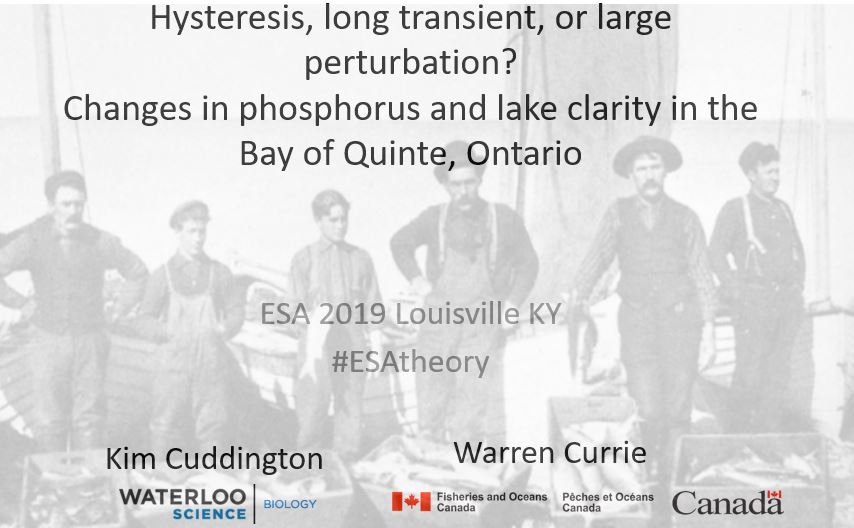 Hysteresis, long transient, or large
perturbation?
Changes in phosphorus and lake clarity in the
Bay of Quinte, Ontario
ESA 2019 Louisville KY
#ESAtheory
Kim Cuddington
Warren Currie
WATERLOO
SCIENCE
BIOLOGY
Fisheries and Oceans
Canada
Pêches et Océans
Canada
Canada